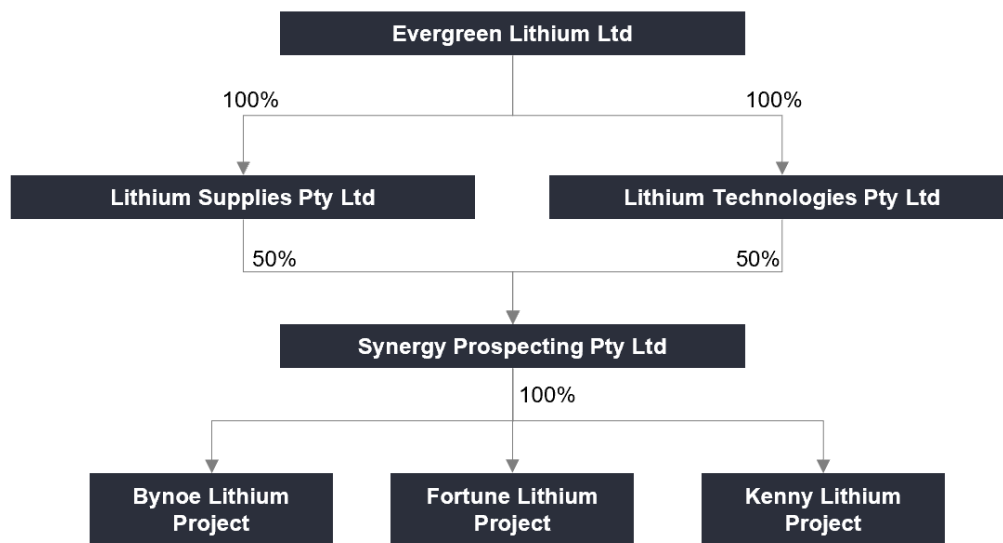 Evergreen Lithium Ltd
100%
100%
Lithium Supplies Pty Ltd
Lithium Technologies Pty Ltd
50%
50%
Synergy Prospecting Pty Ltd
100%
Bynoe Lithium
Project
Fortune Lithium
Project
Kenny Lithium
Project